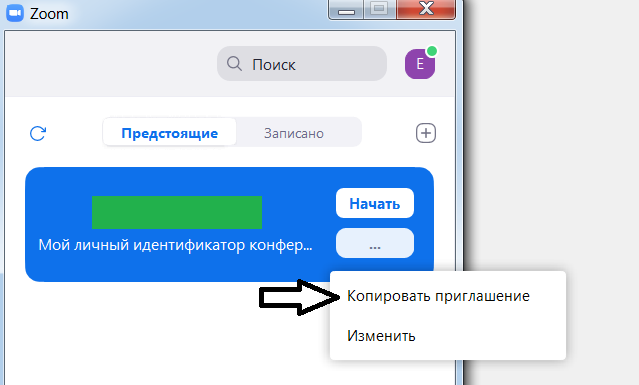 Zoom
Поиск
E
Предстоящие
Записано
Начать
Мой личный идентификатор конфер...
...
Копировать приглашение
Изменить